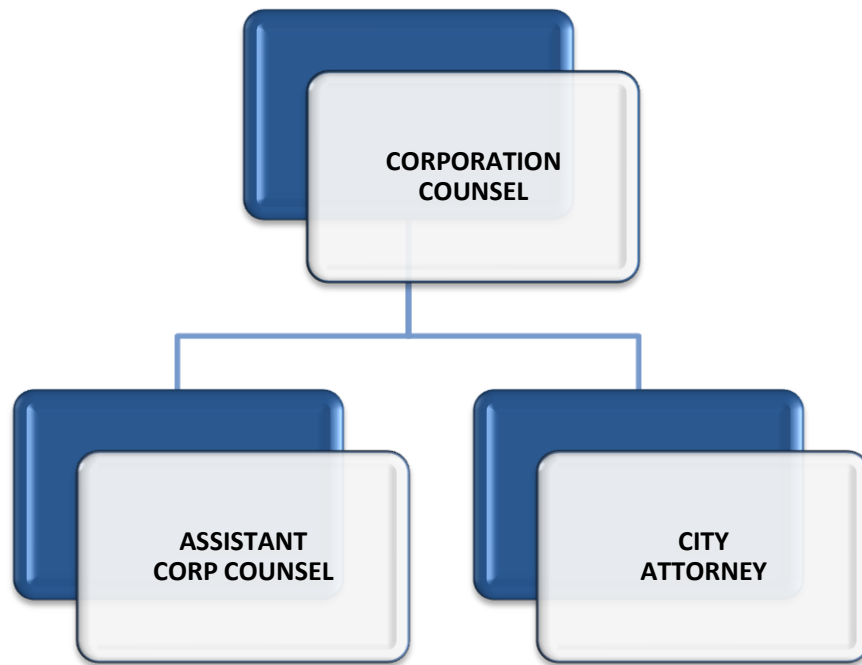 CORPORATION
COUNSEL
ASSISTANT
CORP COUNSEL
CITY
ATTORNEY